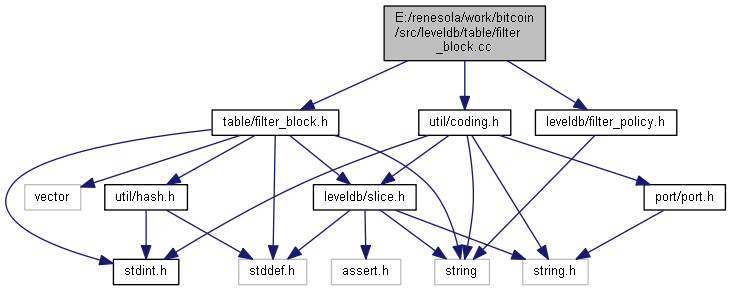 E:/renesola/work/bitcoin
/src/leveldb/table/filter
_block.cc
table/filter_block.h
util/coding.h
leveldb/filter_policy.h
vector
util/hash.h
leveldb/slice.h
port/port.h
stdint.h
stddef.h
assert.h
string
string.h